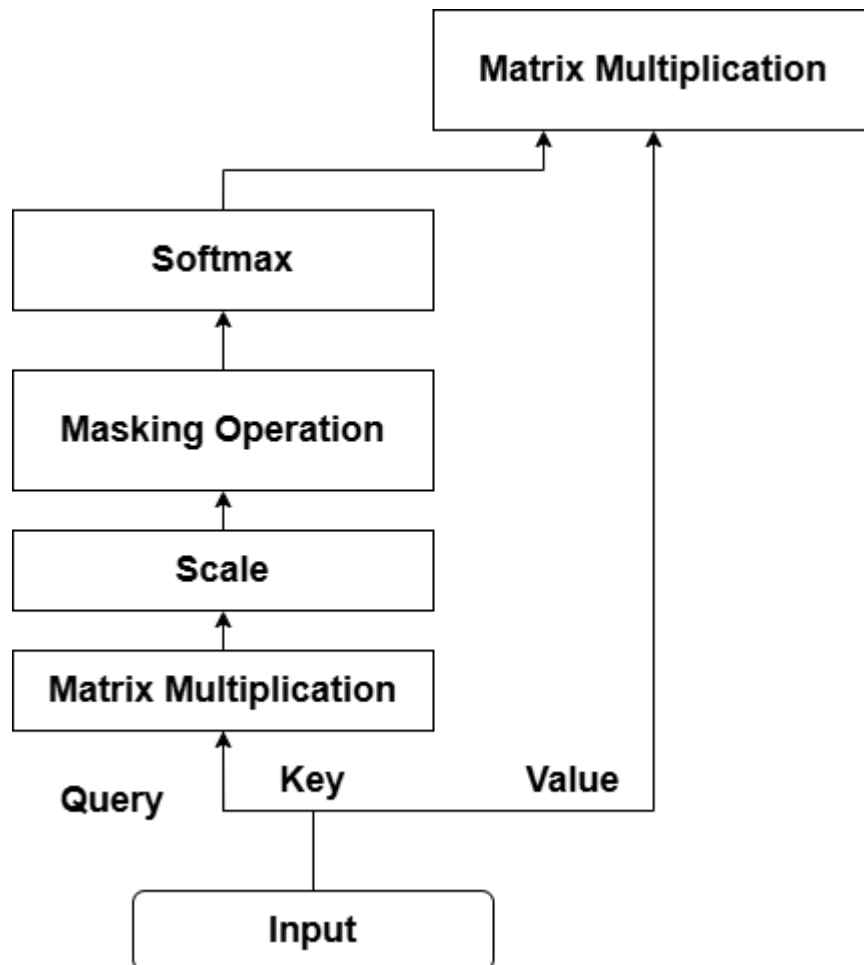 Matrix Multiplication
Softmax
Masking Operation
Scale
Matrix Multiplication
Query
Key
Value
Input